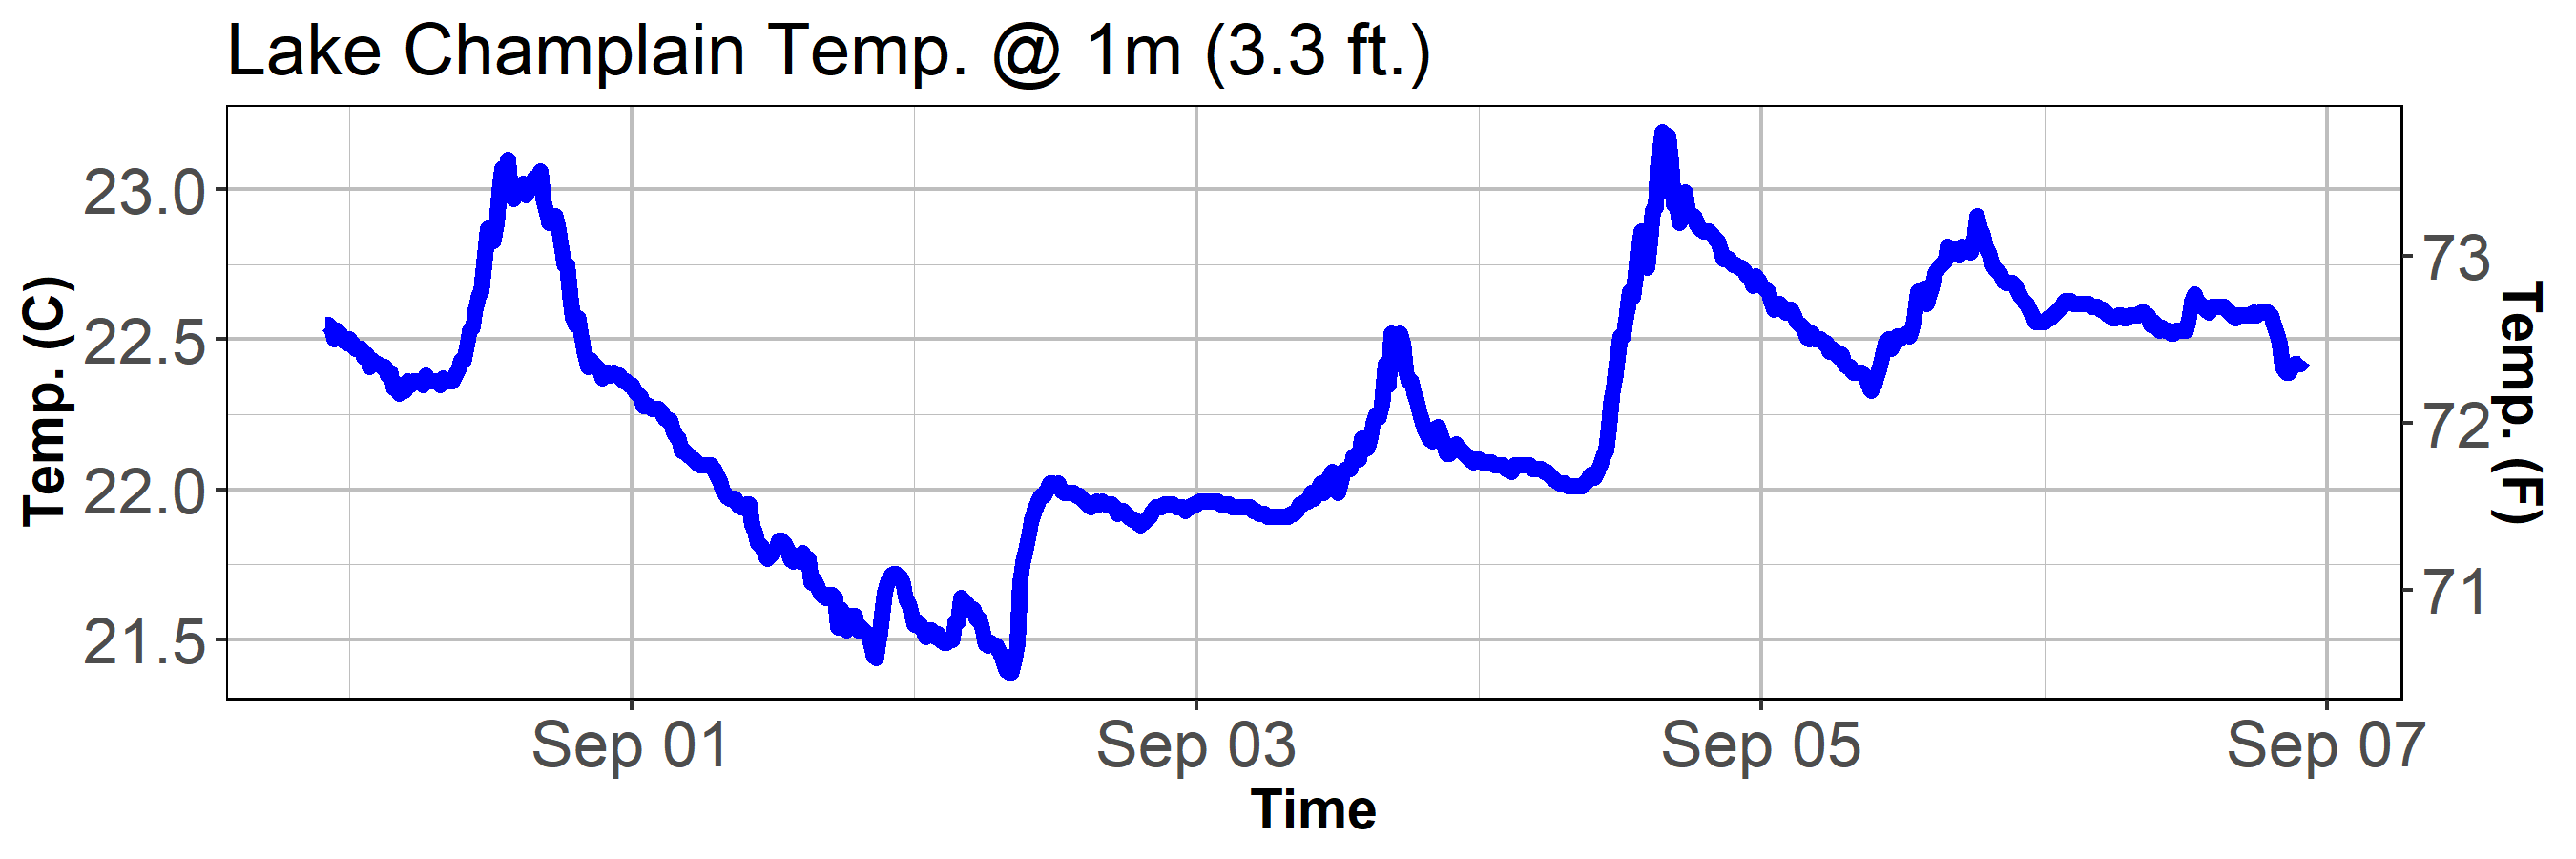 Lake Champlain Temp. @ 1m (3.3 ft.)
Temp. (C)
23.0
22.5
22.0
21.5
73
72
71
Temp. (F)
Sep 01 Sep 03 Sep 05 Sep 07
Time